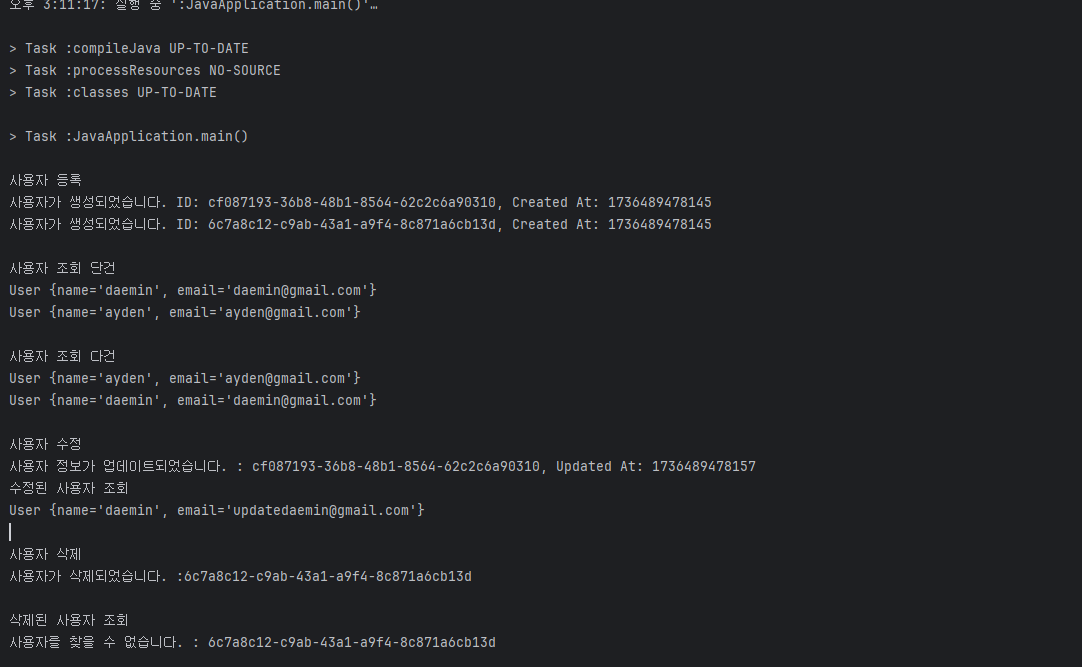 오후 3:11:17: 실행 중 ':JavaApplication.main()'…
> Task :compileJava UP-TO-DATE
> Task :processResources NO-SOURCE
> Task :classes UP-TO-DATE
> Task :JavaApplication.main()
사용자 등록
사용자가 생성되었습니다. ID: cf087193-36b8-48b1-8564-62c2c6a90310, Created At: 1736489478145
사용자가 생성되었습니다. ID: 6c7a8c12-c9ab-43a1-a9f4-8c871a6cb13d, Created At: 1736489478145
사용자 조회 단건
User {name='daemin', email='daemin@gmail.com'}
User {name='ayden', email='ayden@gmail.com'}
사용자 조회 다건
User {name='ayden', email='ayden@gmail.com'}
User {name='daemin', email='daemin@gmail.com'}
사용자 수정
사용자 정보가 업데이트되었습니다. : cf087193-36b8-48b1-8564-62c2c6a90310, Updated At: 1736489478157
수정된 사용자 조회
User {name='daemin', email='updatedaemin@gmail.com'}
사용자 삭제
사용자가 삭제되었습니다. :6c7a8c12-c9ab-43a1-a9f4-8c871a6cb13d
삭제된 사용자 조회
사용자를 찾을 수 없습니다. : 6c7a8c12-c9ab-43a1-a9f4-8c871a6cb13d